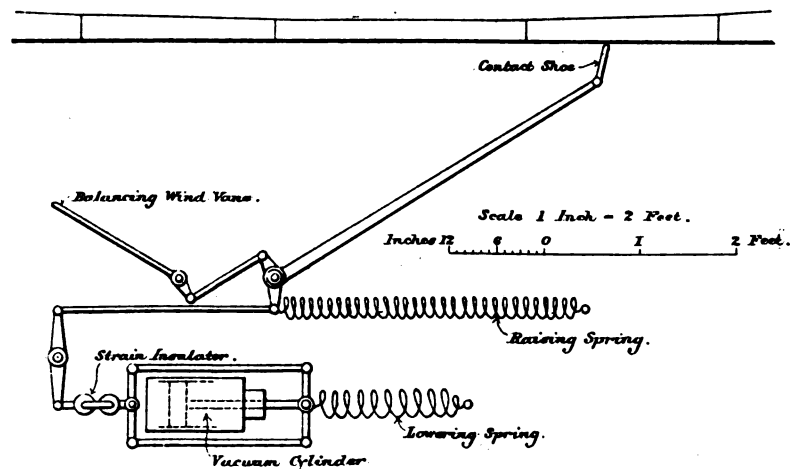 Contact Shoe
Balancing Wind Vane.
Scale 1 Inch = 2 Feet.
Inches 12 6 0 1 2 Feet.
Raising Spring.
Strain Insulator.
Lowering Spring.
Vacuum Cylinder